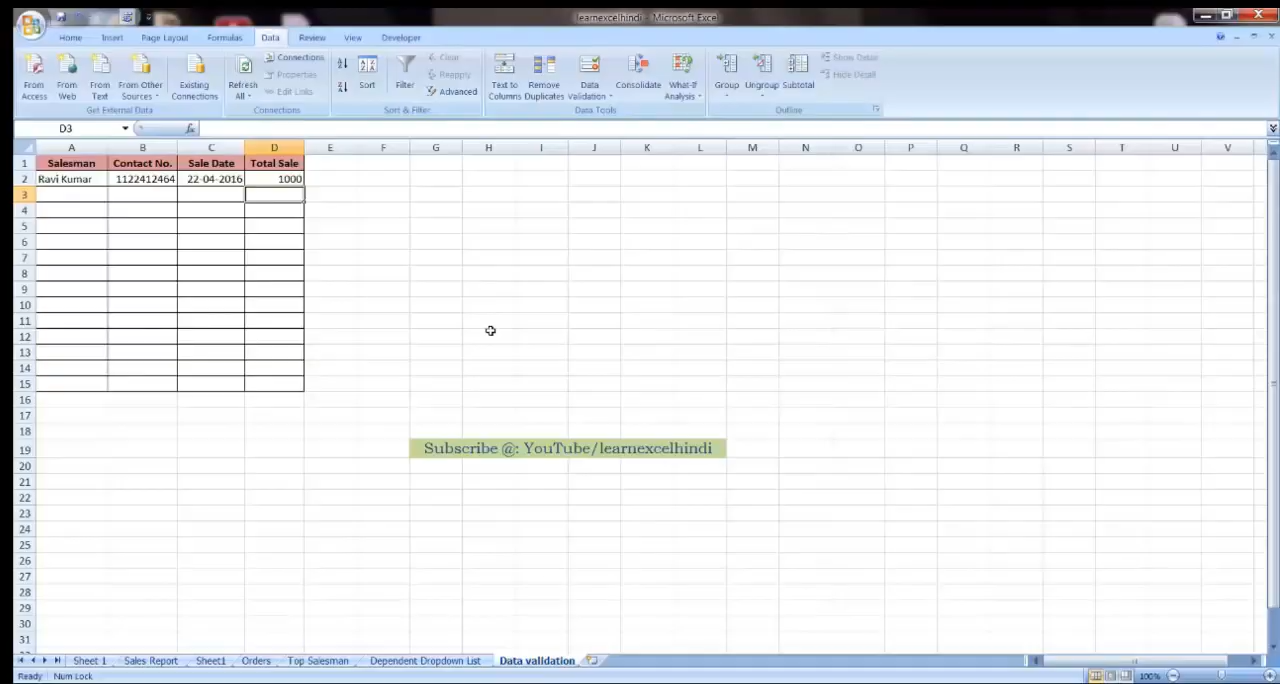 learnexcelhindi - Microsoft Excel
Home Insert Page Layout Formulas Data Review View Developer
From Access
From Web
From Text
From Other Sources
Existing Connections
Get External Data
Refresh All
Connections
Properties
Edit Links
Connections
Sort
Filter
Clear
Reapply
Advanced
Sort & Filter
Text to Columns
Remove Duplicates
Data Validation
Consolidate
What-If Analysis
Data Tools
Group
Ungroup
Subtotal
Show Detail
Hide Detail
Outline
D3 fx
A B C D E F G H I J K L M N O P Q R S T U V
1 Salesman Contact No. Sale Date Total Sale
2 Ravi Kumar 1122412464 22-04-2016 1000
3
4
5
6
7
8
9
10
11
12
13
14
15
16
17
18
19 Subscribe @: YouTube/learnexcelhindi
20
21
22
23
24
25
26
27
28
29
30
31
Sheet 1 Sales Report Sheet1 Orders Top Salesman Dependent Dropdown List Data validation
Ready Num Lock 100%